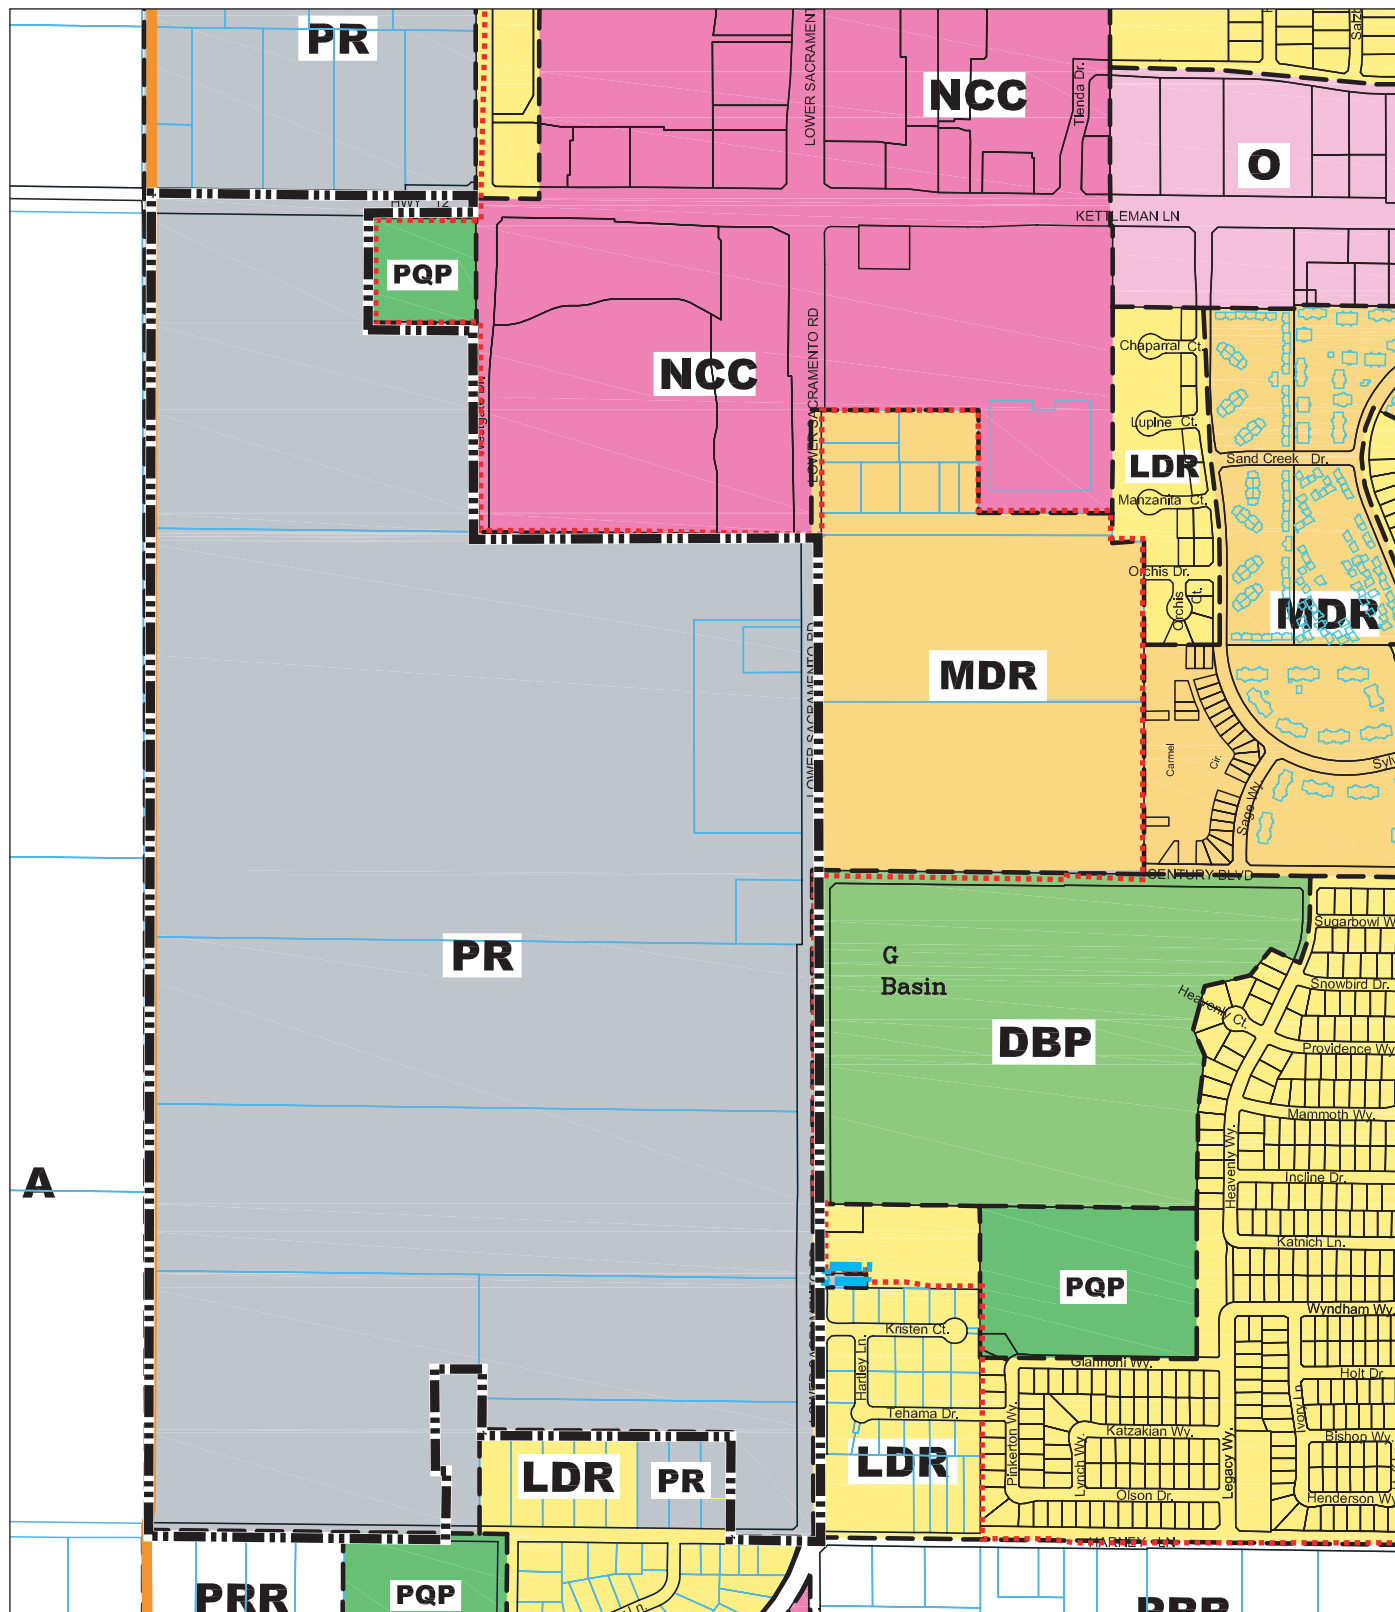 PR
LOWER SACRAMENT
NCC
Tienda Dr.
O
HWY 12
KETTLEMAN LN
PQP
NCC
LOWER SACRAMENTO RD
Chaparral Ct.
Lupine Ct.
LDR
Sand Creek Dr.
Manzanita Ct.
Orchis Dr.
Orchis Ct.
MDR
MDR
LOWER SACRAMENTO RD
Carmel Cir.
Sage Wy.
Sylv
CENTURY BLVD
PR
G
Basin
DBP
Sugarbowl W
Snowbird Dr.
Heavenly Ct.
Providence Wy
Mammoth Wy.
Heavenly Wy.
Incline Dr.
Katnich Ln.
A
PQP
Wyndham Wy.
Kristen Ct.
Hartley Ln.
Giannoni Wy.
Holt Dr
Ivory Ln.
Tehama Dr.
Pinkerton Wy.
Katzakian Wy.
Lynch Wy.
Legacy Wy.
Bishop Wy.
LDR
PR
LDR
Olson Dr.
Henderson Wy
HARNEY LN
PRR
PQP
Ln.
PRR